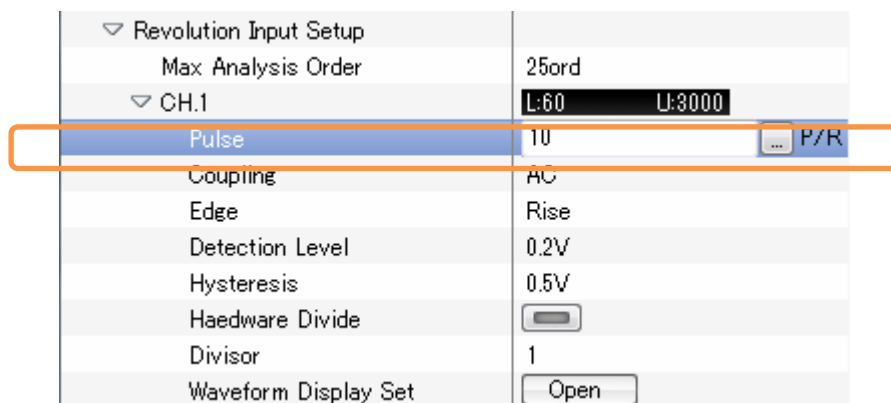 Revolution Input Setup
Max Analysis Order 25ord
CH.1 L:60 U:3000
Pulse 10 ... P/R
Coupling AC
Edge Rise
Detection Level 0.2V
Hysteresis 0.5V
Haedware Divide
Divisor 1
Waveform Display Set Open